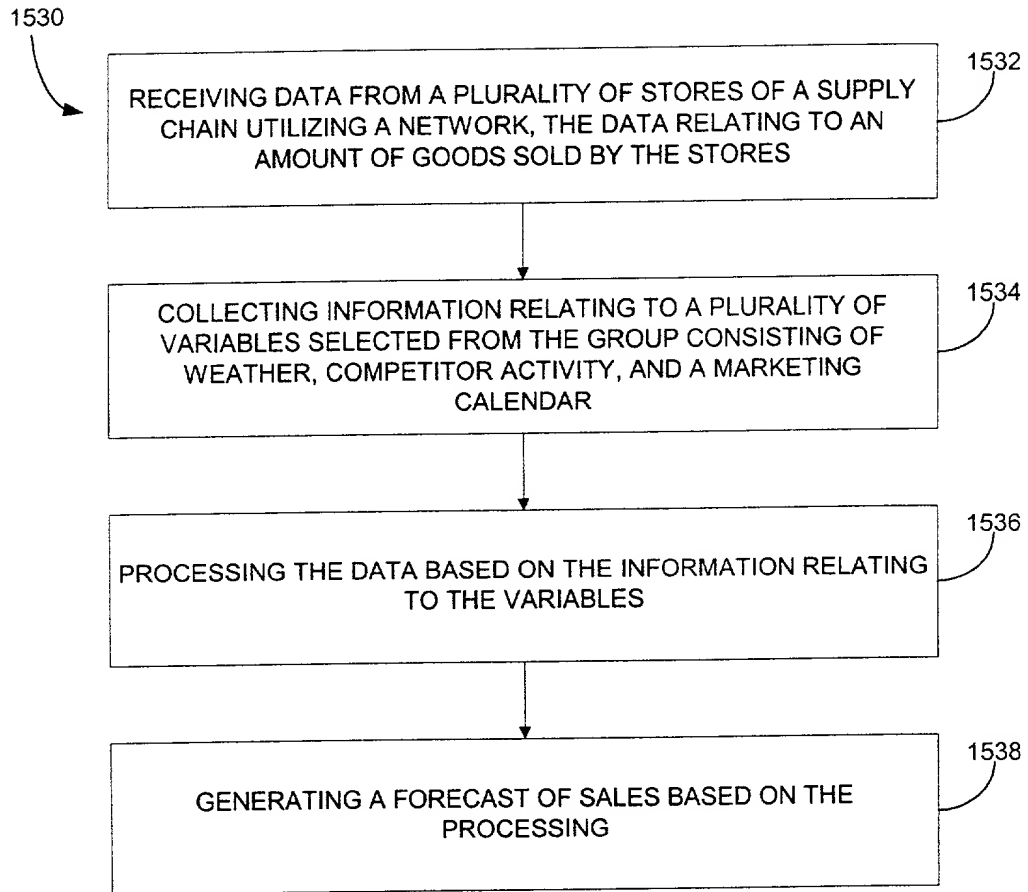 1530
1532
RECEIVING DATA FROM A PLURALITY OF STORES OF A SUPPLY
CHAIN UTILIZING A NETWORK, THE DATA RELATING TO AN
AMOUNT OF GOODS SOLD BY THE STORES
1534
COLLECTING INFORMATION RELATING TO A PLURALITY OF
VARIABLES SELECTED FROM THE GROUP CONSISTING OF
WEATHER, COMPETITOR ACTIVITY, AND A MARKETING
CALENDAR
1536
PROCESSING THE DATA BASED ON THE INFORMATION RELATING
TO THE VARIABLES
1538
GENERATING A FORECAST OF SALES BASED ON THE
PROCESSING